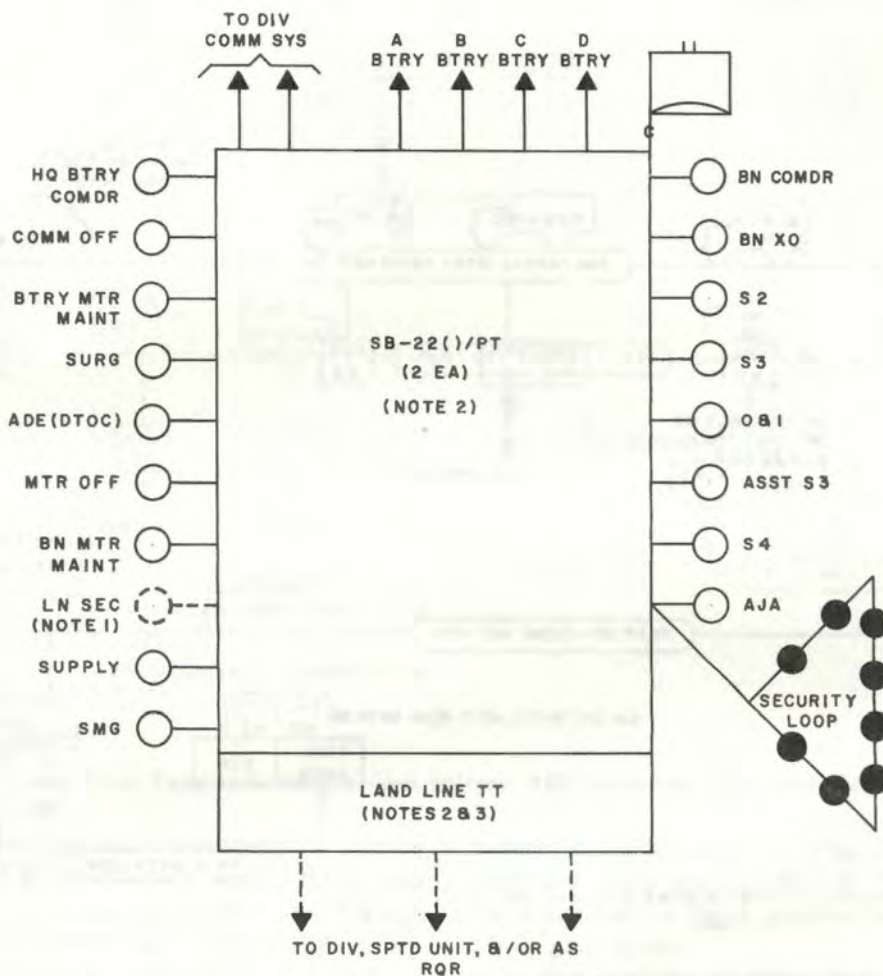 TO DIV
COMM SYS
A
BTRY
B
BTRY
C
BTRY
D
BTRY
C
HQ BTRY
COMDR
COMM OFF
BTRY MTR
MAINT
SURG
ADE(DTOC)
MTR OFF
BN MTR
MAINT
LN SEC
(NOTE 1)
SUPPLY
SMG
SB-22()/PT
(2 EA)
(NOTE 2)
BN COMDR
BN XO
S2
S3
O&I
ASST S3
S4
AJA
SECURITY
LOOP
LAND LINE TT
(NOTES 2&3)
TO DIV, SPTD UNIT, &/OR AS
RQR